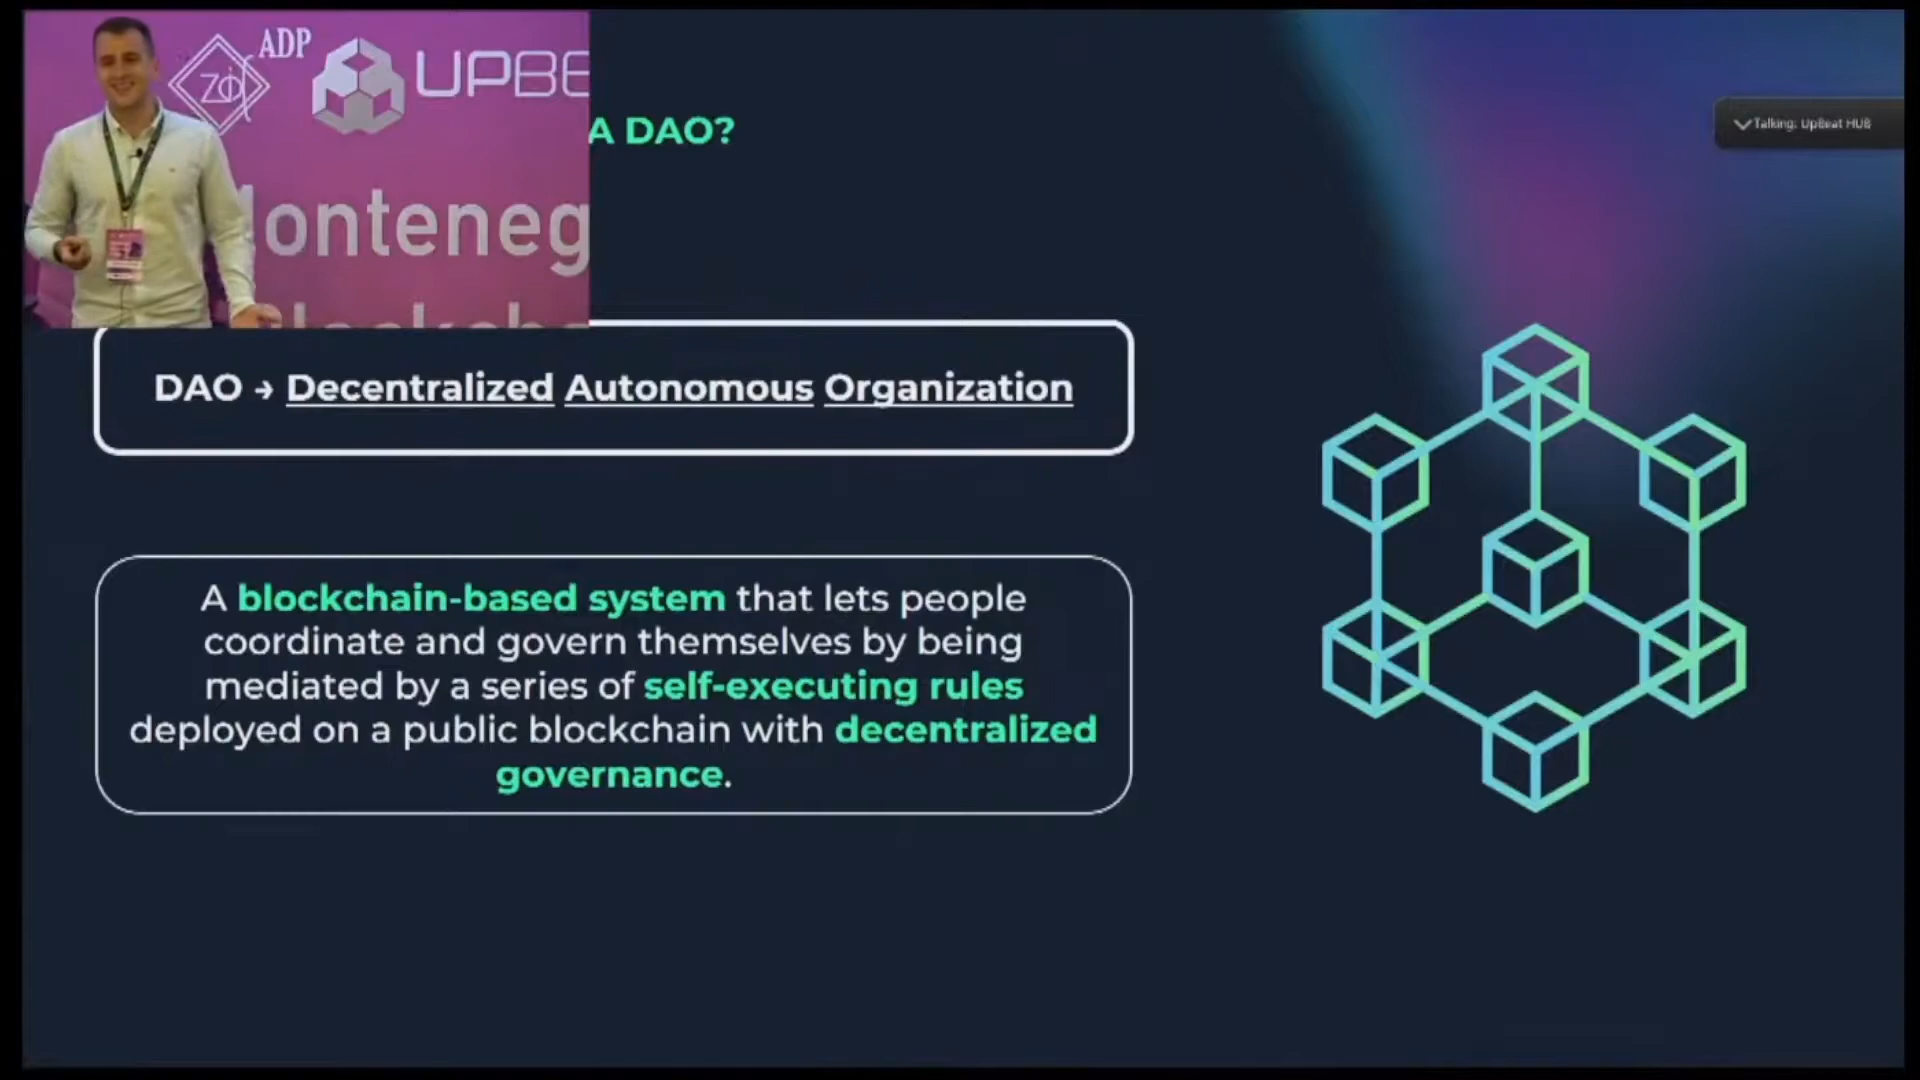 ADP
UPBE
A DAO?
Talking: UpBeat HUB
onteneg
DAO → Decentralized Autonomous Organization
A blockchain-based system that lets people
coordinate and govern themselves by being
mediated by a series of self-executing rules
deployed on a public blockchain with decentralized
governance.